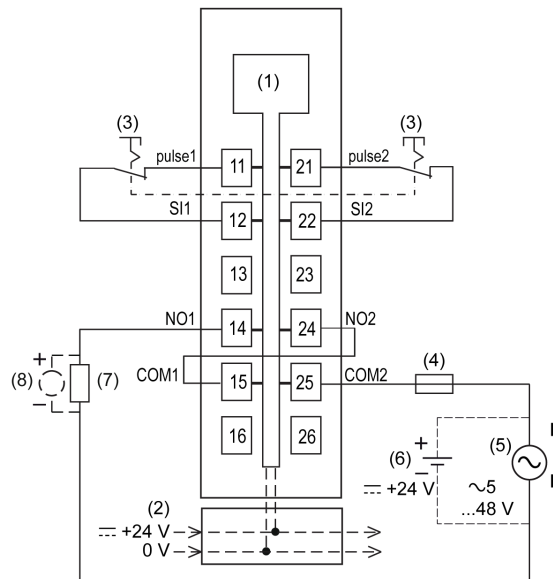 (1)
(3)
(3)
pulse1
11
21
pulse2
SI1
12
22
SI2
13
23
NO1
14
24
NO2
COM1
15
25
COM2
(4)
(8)
+
−
(7)
16
26
(6)
+
−
(5)
+24 V
~5
...48 V
(2)
+24 V
0 V